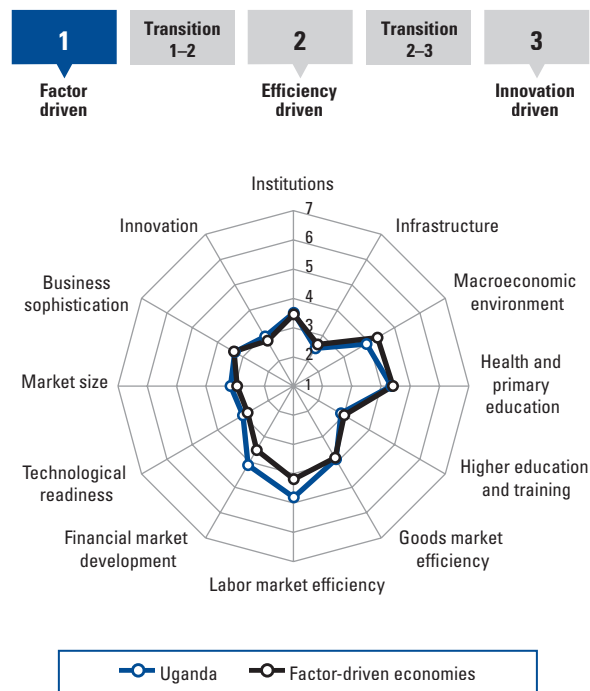 1
Transition
1–2
2
Transition
2–3
3
Factor
driven
Efficiency
driven
Innovation
driven
Institutions
7
Innovation
Infrastructure
6
5
Business
sophistication
Macroeconomic
environment
4
3
2
Market size
1
Health and
primary
education
Technological
readiness
Higher education
and training
Financial market
development
Goods market
efficiency
Labor market efficiency
Uganda
Factor-driven economies